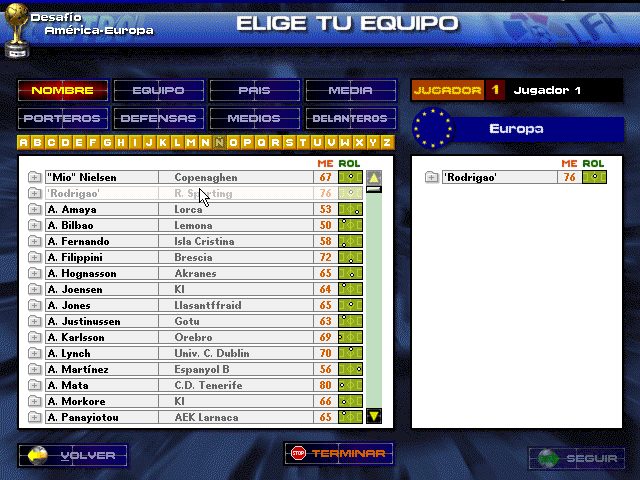 Desafío
América-Europa
ELIGE TU EQUIPO
NOMBRE EQUIPO PAIS MEDIA
JUGADOR 1 Jugador 1
PORTEROS DEFENSAS MEDIOS DELANTEROS
Europa
A B C D E F G H I J K L M N Ñ O P Q R S T U V W X Y Z
ME ROL
"Mio" Nielsen Copenaghen 67
'Rodrigao' R. Sporting 76
A. Amaya Lorca 53
A. Bilbao Lemona 50
A. Fernando Isla Cristina 58
A. Filippini Brescia 72
A. Hognasson Akranes 65
A. Joensen KI 64
A. Jones Llasantffraid 65
A. Justinussen Gotu 63
A. Karlsson Orebro 69
A. Lynch Univ. C. Dublin 70
A. Martínez Espanyol B 56
A. Mata C.D. Tenerife 80
A. Morkore KI 66
A. Panayiotou AEK Larnaca 65
ME ROL
'Rodrigao' 76
VOLVER
STOP TERMINAR
SEGUIR